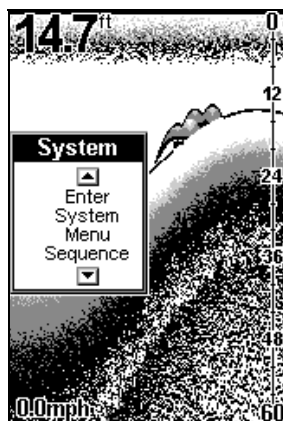 14.7ft
0
12
System
Enter
System
Menu
Sequence
24
36
48
0.0mph
60